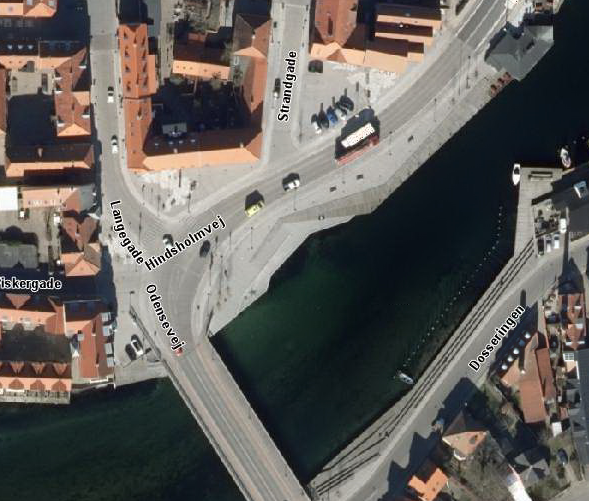 Strandgade
Langegade
Hindsholmvej
iskergade
Odensevej
Dosseringen